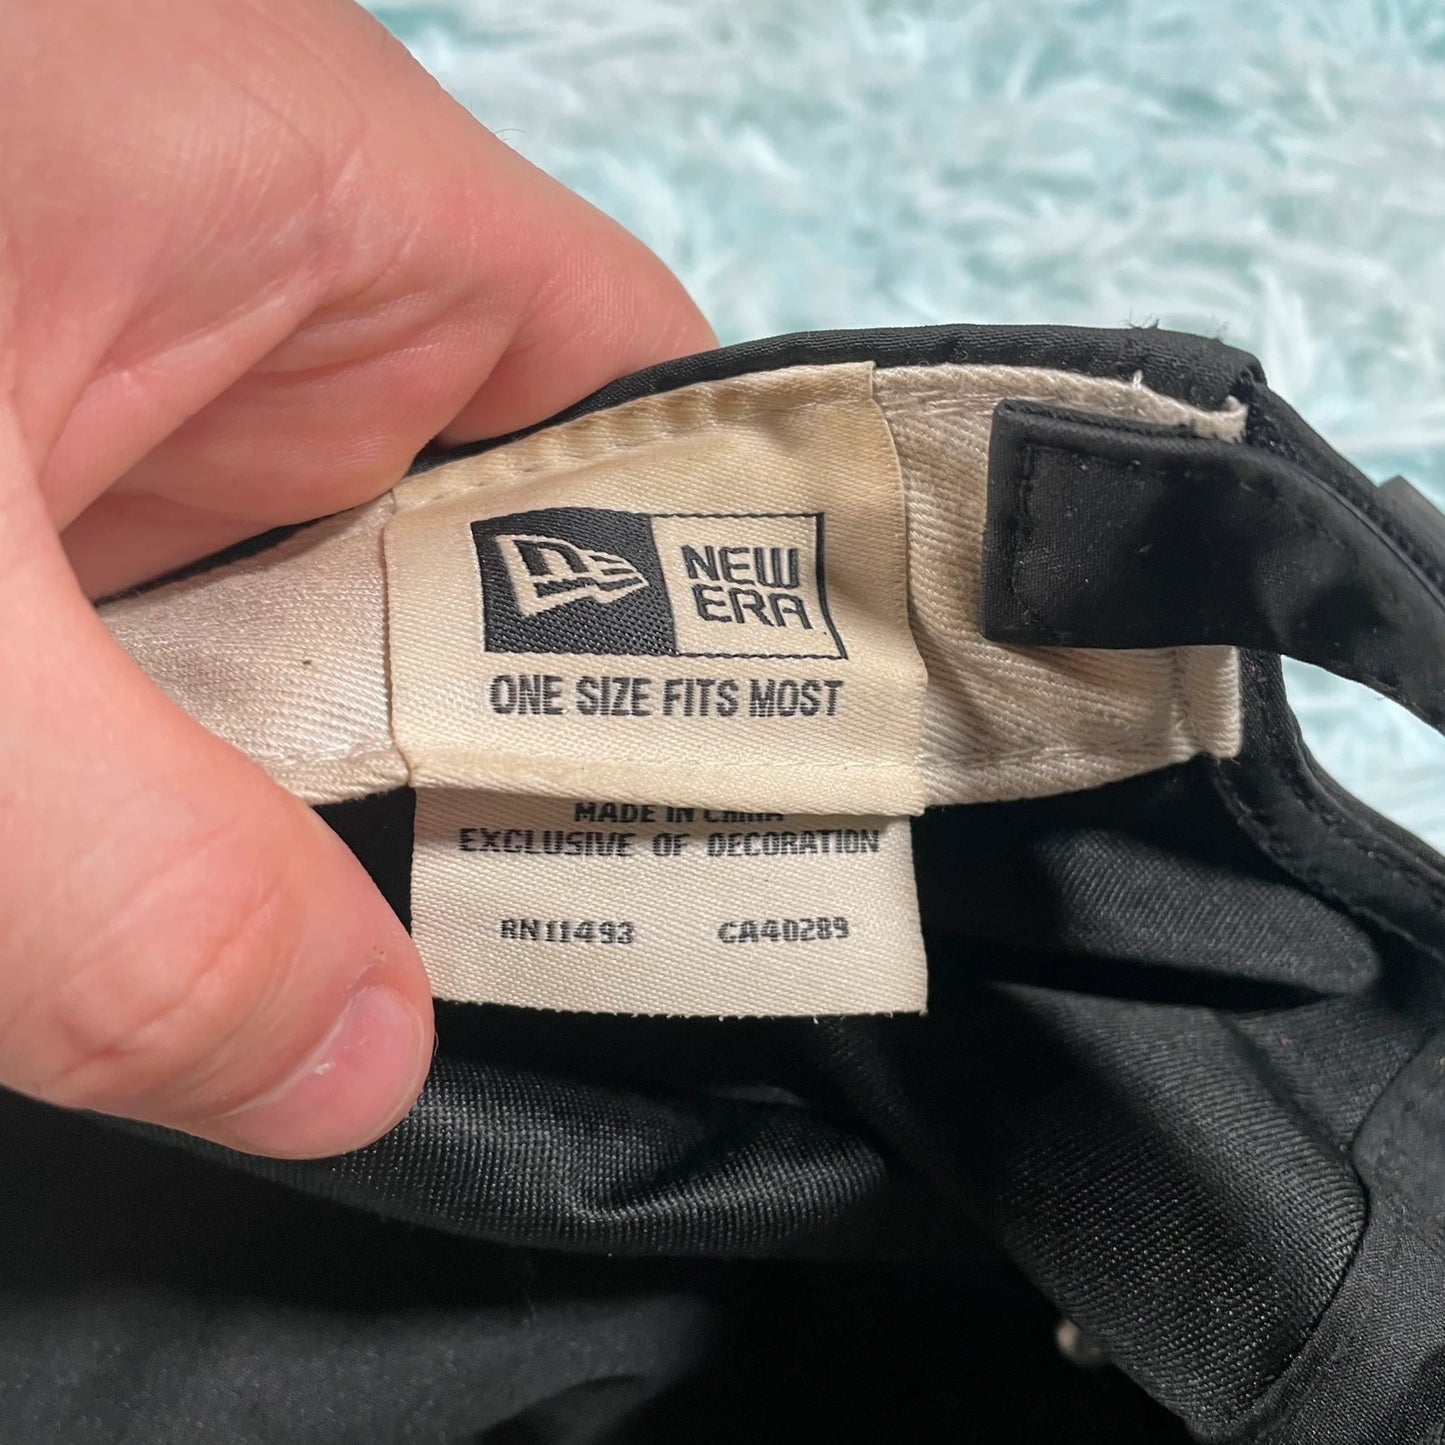 NEW
ERA
ONE SIZE FITS MOST
MADE IN CHINA
EXCLUSIVE OF DECORATION
RN11493 CA40289